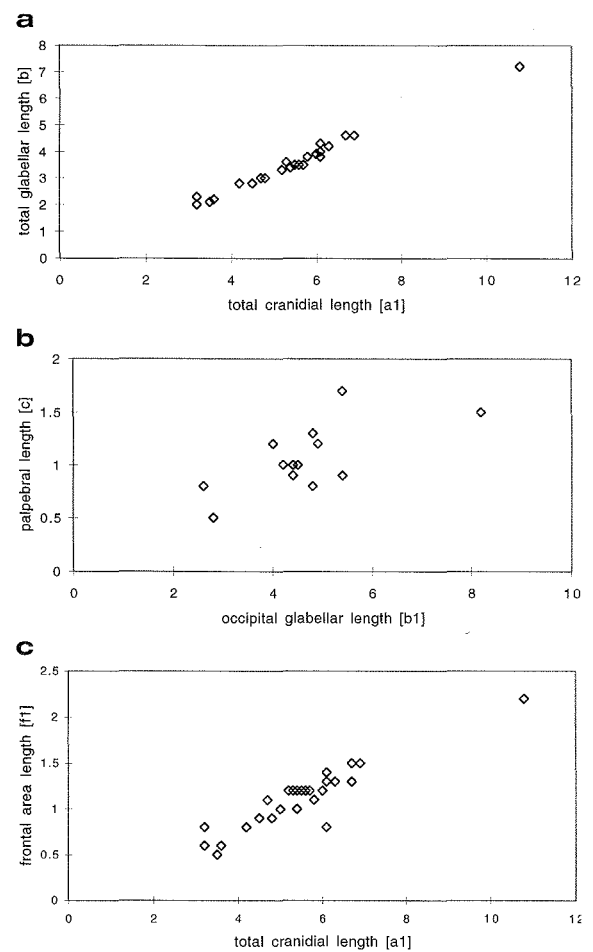 a
8
7
6
5
4
3
2
1
0
total glabellar length [b]
0 2 4 6 8 10 12
total cranidial length [a1]
b
2
1.5
1
0.5
0
palpebral length [c]
0 2 4 6 8 10
occipital glabellar length [b1]
c
2.5
2
1.5
1
0.5
0
frontal area length [f1]
0 2 4 6 8 10 12
total cranidial length [a1]